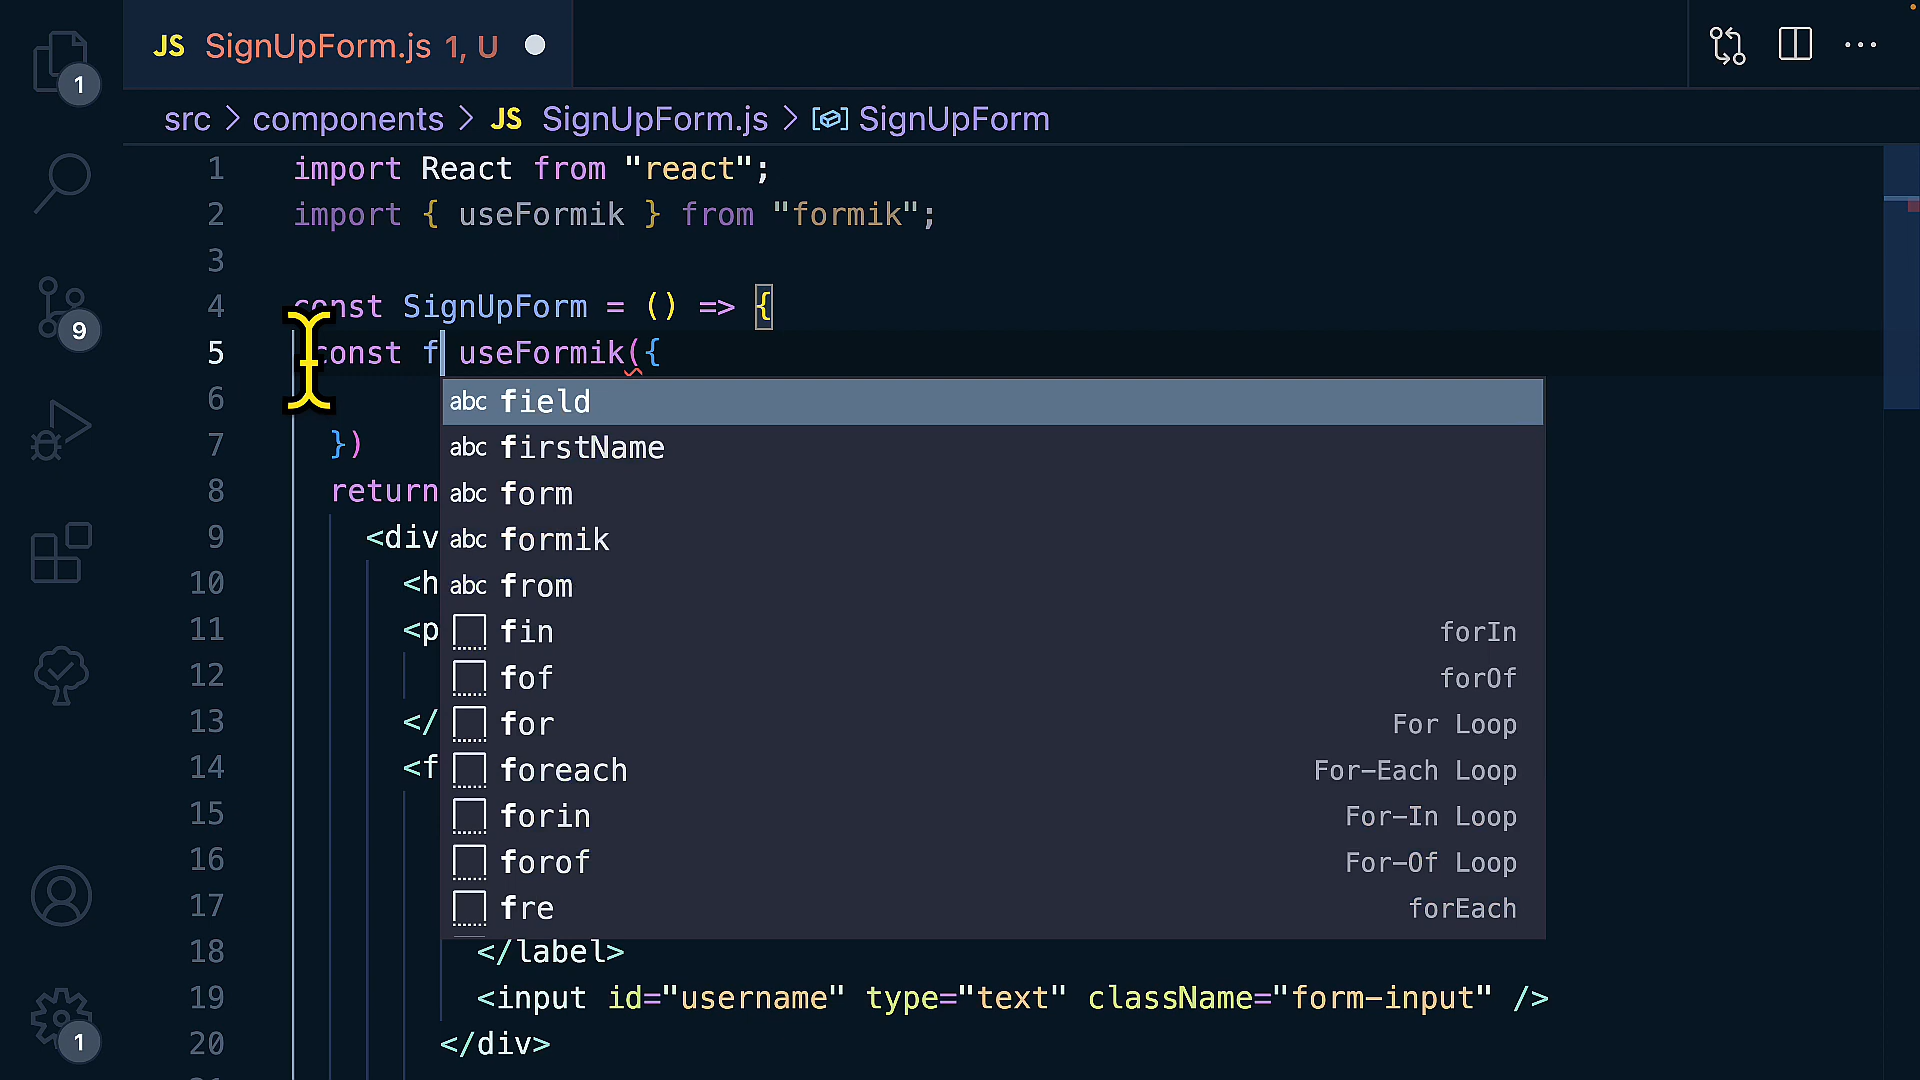 JS SignUpForm.js 1, U
1
src > components > JS SignUpForm.js > SignUpForm
1 import React from "react";
2 import { useFormik } from "formik";
3
4 const SignUpForm = () => {
9
5 const f useFormik({
6
abc field
abc firstName
7 })
abc form
8 return
abc formik
9 <div
abc from
10 <h
fin forIn
11 <p
fof forOf
12
for For Loop
13 </
foreach For-Each Loop
14 <f
forin For-In Loop
15
forof For-Of Loop
16
fre forEach
17
18 </label>
19 <input id="username" type="text" className="form-input" />
20 </div>
1